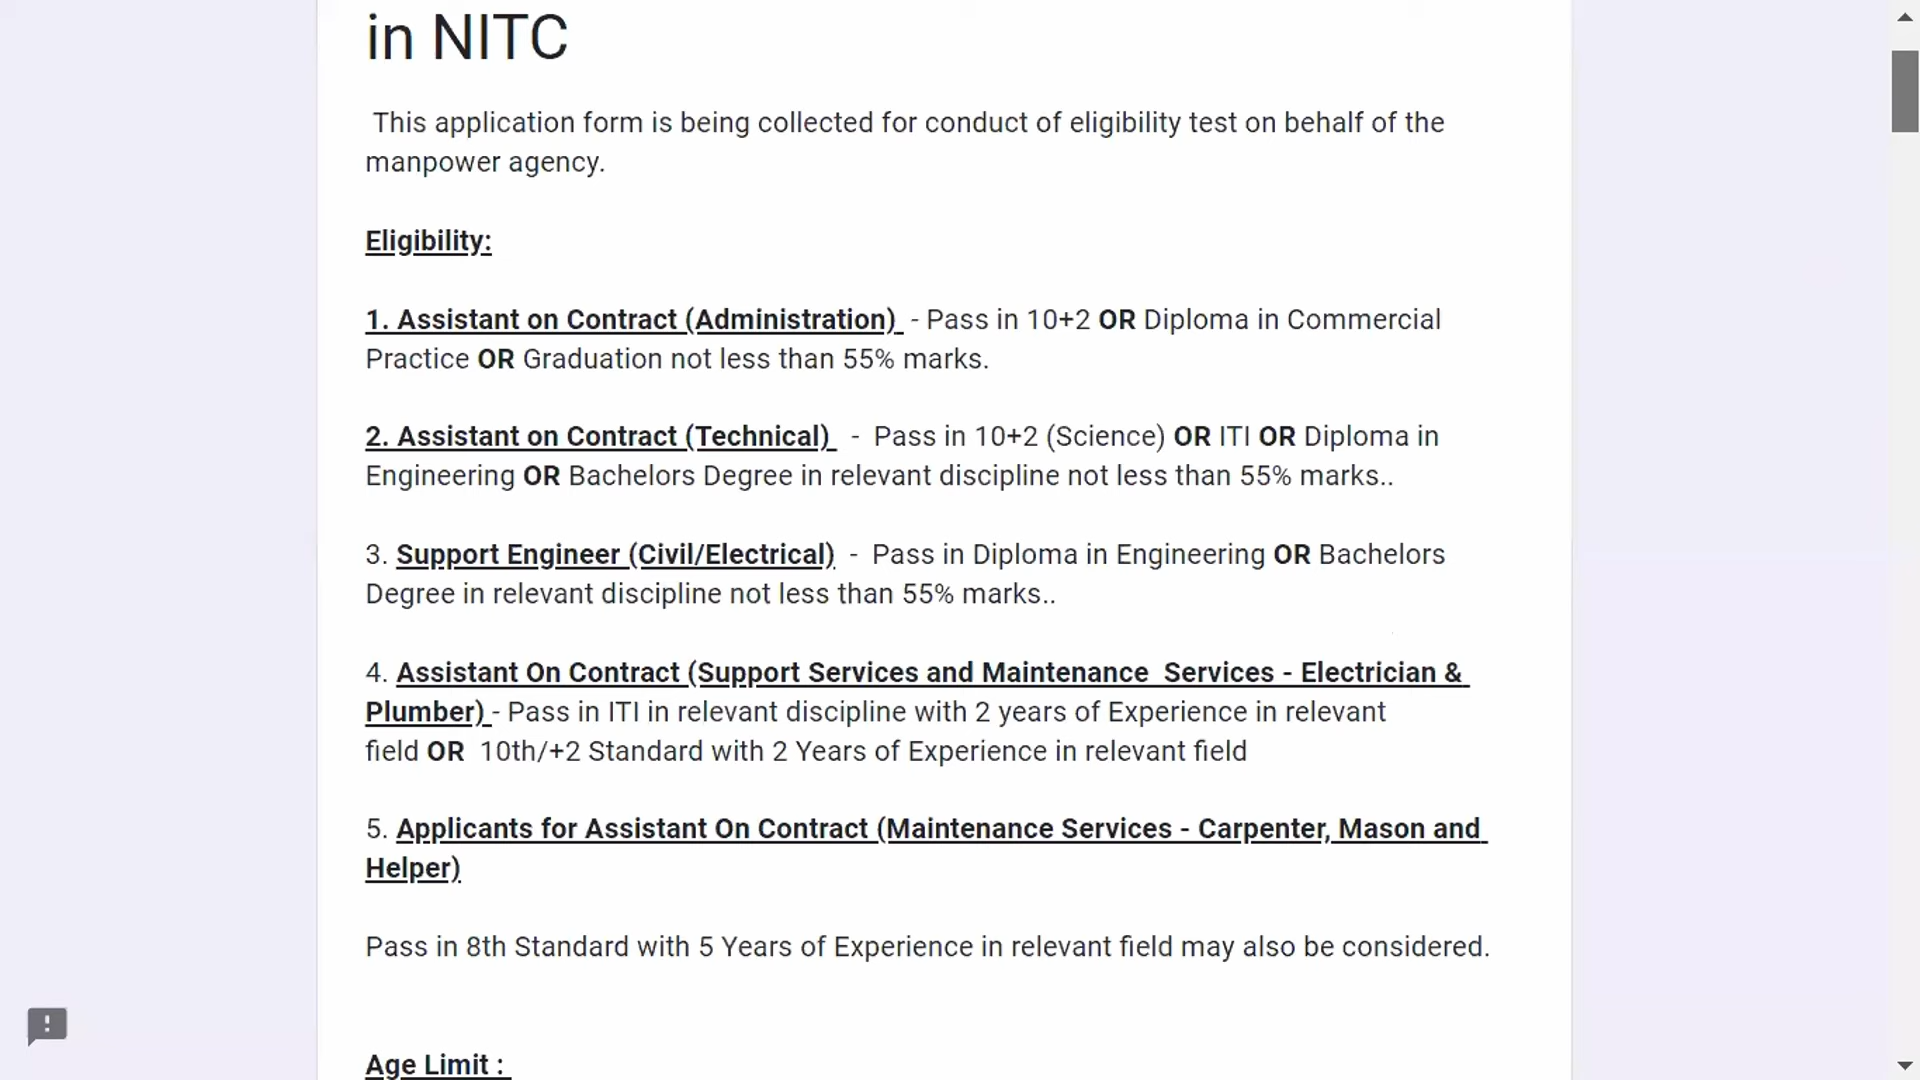 in NITC
This application form is being collected for conduct of eligibility test on behalf of the
manpower agency.
Eligibility:
1. Assistant on Contract (Administration)  - Pass in 10+2 OR Diploma in Commercial
Practice OR Graduation not less than 55% marks.
2. Assistant on Contract (Technical)  -  Pass in 10+2 (Science) OR ITI OR Diploma in
Engineering OR Bachelors Degree in relevant discipline not less than 55% marks..
3. Support Engineer (Civil/Electrical)  -  Pass in Diploma in Engineering OR Bachelors
Degree in relevant discipline not less than 55% marks..
4. Assistant On Contract (Support Services and Maintenance  Services - Electrician &
Plumber) - Pass in ITI in relevant discipline with 2 years of Experience in relevant
field OR  10th/+2 Standard with 2 Years of Experience in relevant field
5. Applicants for Assistant On Contract (Maintenance Services - Carpenter, Mason and
Helper)
Pass in 8th Standard with 5 Years of Experience in relevant field may also be considered.
Age Limit :